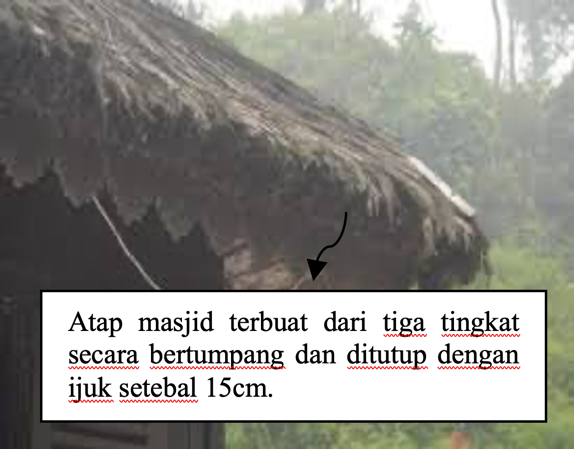 Atap masjid terbuat dari tiga tingkat
secara bertumpang dan ditutup dengan
ijuk setebal 15cm.